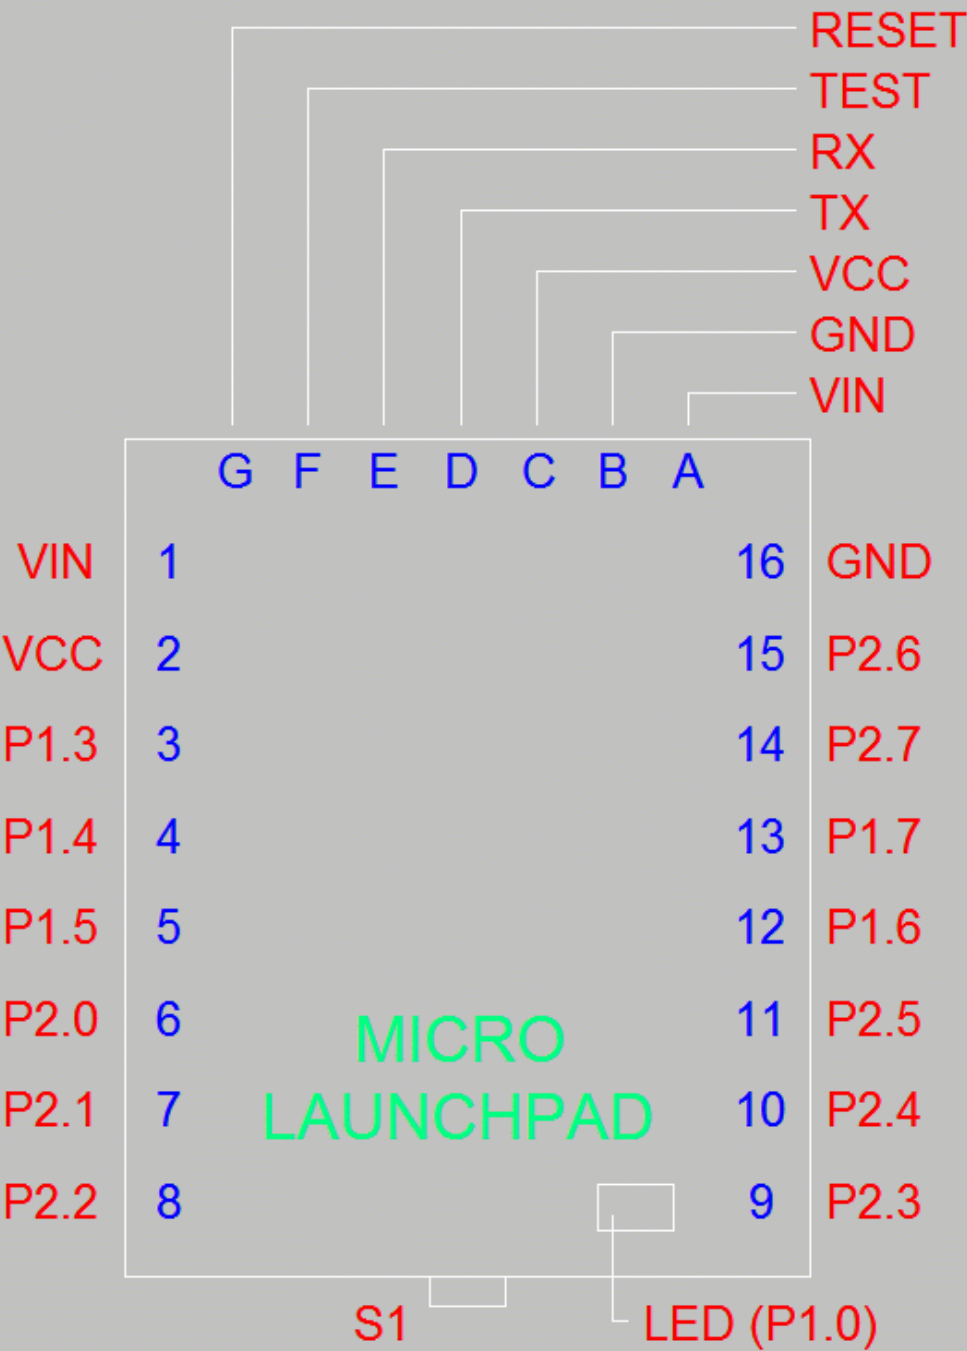 RESET
TEST
RX
TX
VCC
GND
VIN
G F E D C B A
VIN 1 16 GND
VCC 2 15 P2.6
P1.3 3 14 P2.7
P1.4 4 13 P1.7
P1.5 5 12 P1.6
P2.0 6 11 P2.5
MICRO
P2.1 7 10 P2.4
LAUNCHPAD
P2.2 8 9 P2.3
S1 LED (P1.0)